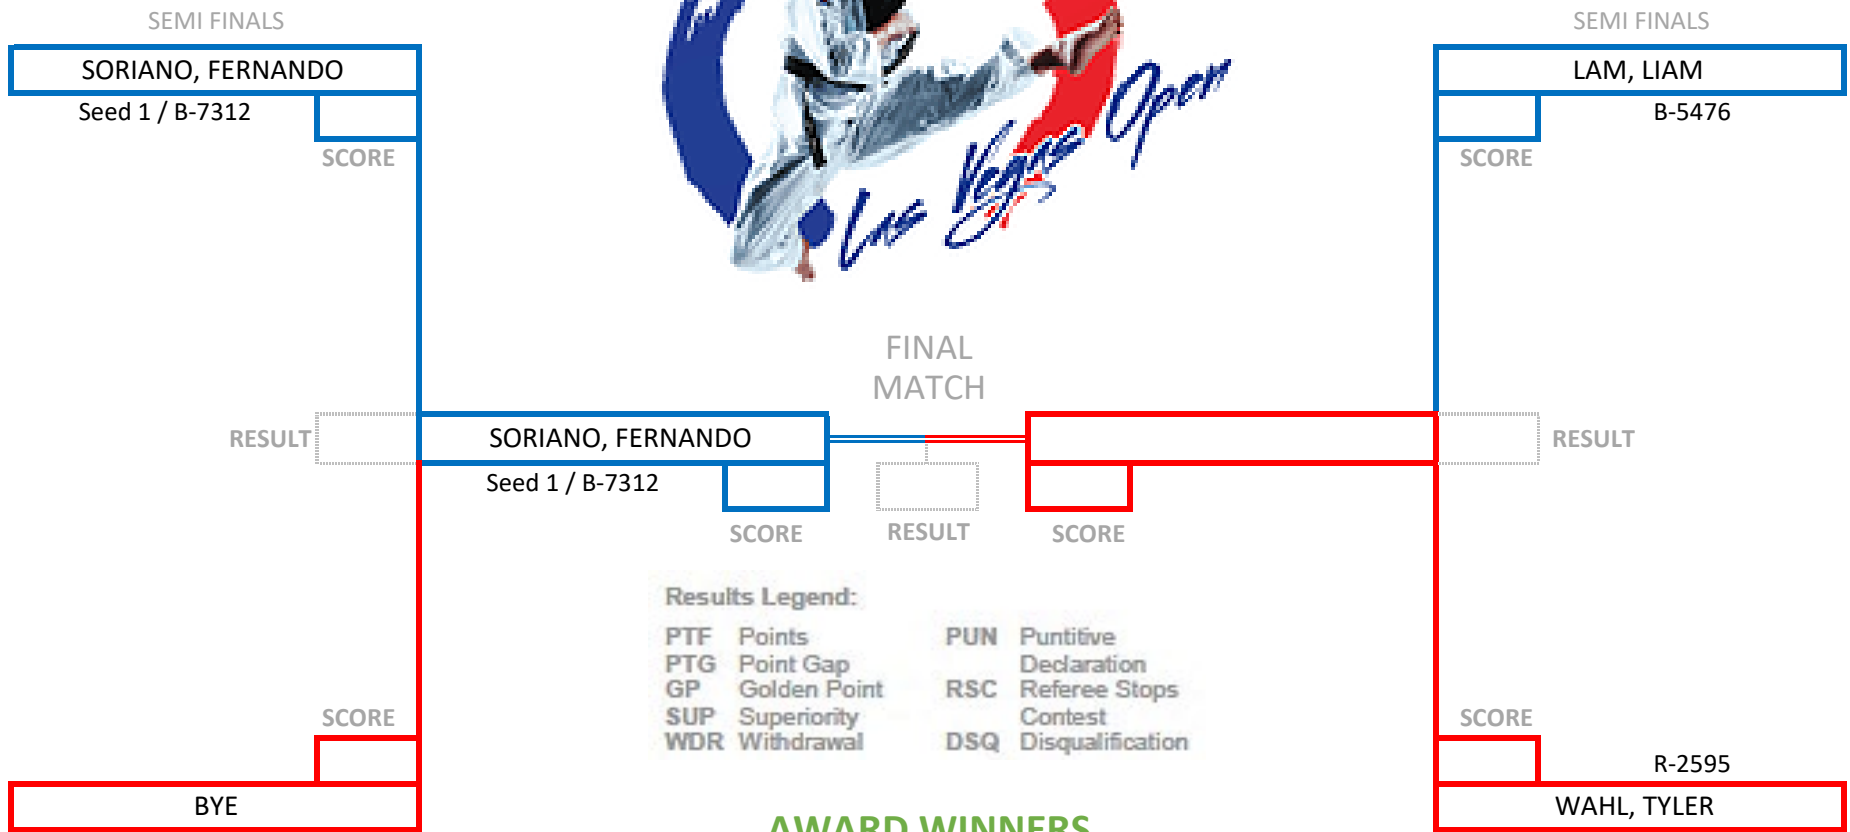 SEMI FINALS
SORIANO, FERNANDO
Seed 1 / B-7312
SCORE
Las Vegas Open
SEMI FINALS
LAM, LIAM
B-5476
SCORE
FINAL
MATCH
RESULT
SORIANO, FERNANDO
Seed 1 / B-7312
SCORE
RESULT
SCORE
RESULT
Results Legend:
PTF Points
PTG Point Gap
GP Golden Point
SUP Superiority
WDR Withdrawal
PUN Puntitive
Declaration
RSC Referee Stops
Contest
DSQ Disqualification
SCORE
BYE
SCORE
R-2595
WAHL, TYLER
AWARD WINNERS